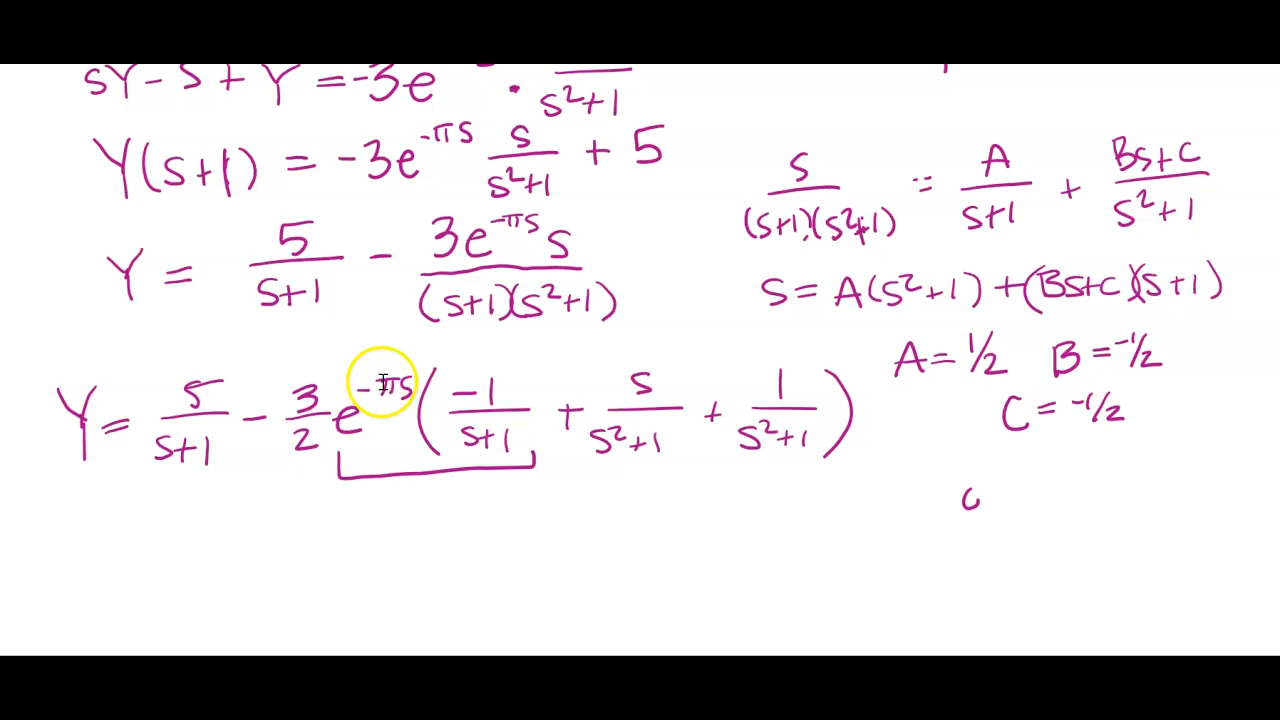 sY - 5 + Y = -3e · s²+1
Y(s+1) = -3e^(-πs) s/(s²+1) + 5
Y = 5/(s+1) - 3e^(-πs) s/((s+1)(s²+1))
Y = 5/(s+1) - 3/2 e^(-πs) (-1/(s+1) + s/(s²+1) + 1/(s²+1))
s/((s+1)(s²+1)) = A/(s+1) + (Bs+C)/(s²+1)
s = A(s²+1) + (Bs+C)(s+1)
A = 1/2 B = -1/2
C = -1/2